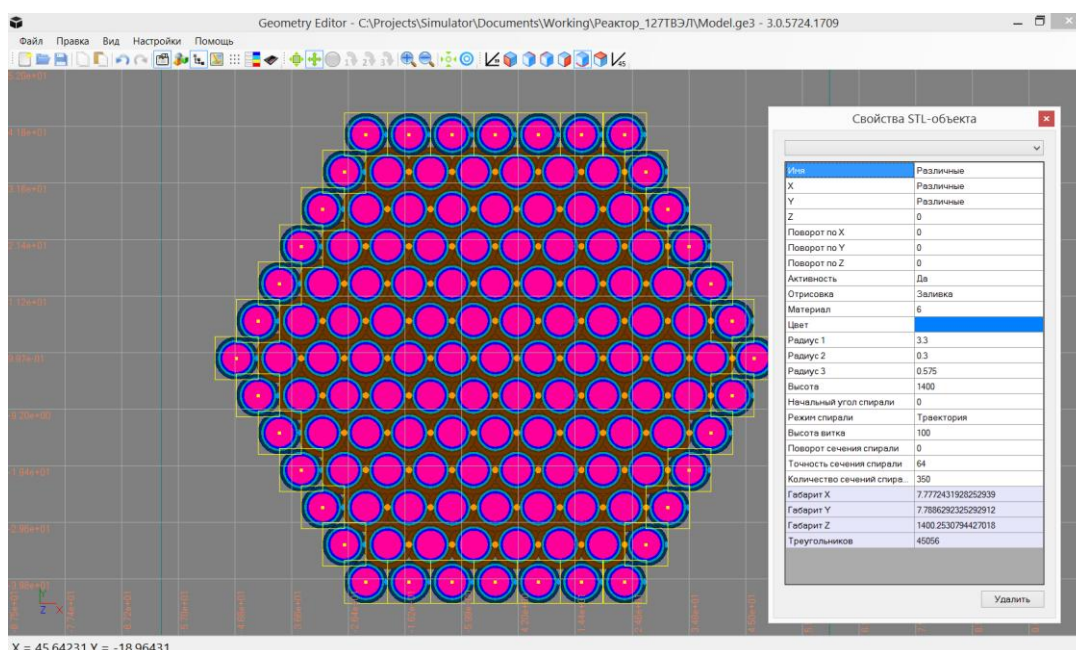 Geometry Editor - C:\Projects\Simulator\Documents\Working\Реактор_127ТВЭЛ\Model.ge3 - 3.0.5724.1709
Файл Правка Вид Настройки Помощь
Свойства STL-объекта
Имя Различные
X Различные
Y Различные
Z 0
Поворот по X 0
Поворот по Y 0
Поворот по Z 0
Активность Да
Отрисовка Заливка
Материал 6
Цвет
Радиус 1 3.3
Радиус 2 0.3
Радиус 3 0.575
Высота 1400
Начальный угол спирали 0
Режим спирали Траектория
Высота витка 100
Поворот сечения спирали 0
Точность сечения спирали 64
Количество сечений спира... 350
Габарит X 7.7772431928252939
Габарит Y 7.7886292325292912
Габарит Z 1400.2530794427018
Треугольников 45056
Удалить
Y
Z X
X = 45.64231 Y = -18.96431